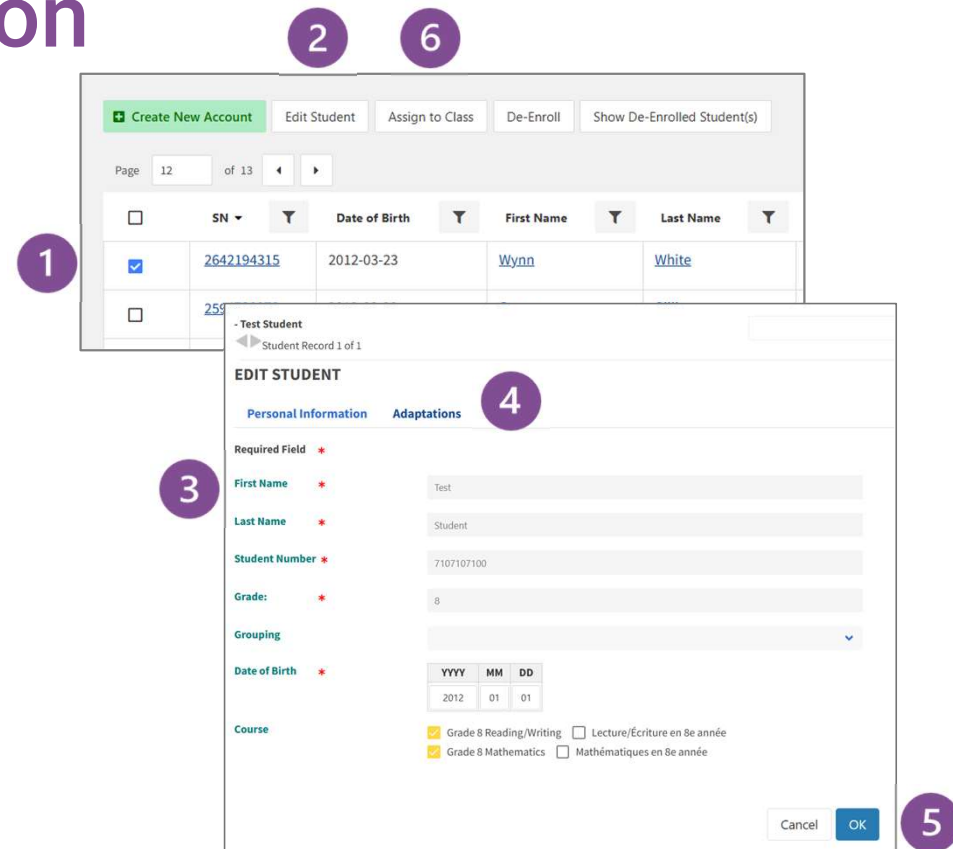 on
2 6
Create New Account Edit Student Assign to Class De-Enroll Show De-Enrolled Student(s)
Page 12 of 13
SN Date of Birth First Name Last Name
1
2642194315 2012-03-23 Wynn White
- Test Student
Student Record 1 of 1
EDIT STUDENT
Personal Information Adaptations 4
Required Field *
3
First Name * Test
Last Name * Student
Student Number * 7107107100
Grade: * 8
Grouping
Date of Birth * YYYY MM DD
2012 01 01
Course Grade 8 Reading/Writing Lecture/Écriture en 8e année
Grade 8 Mathematics Mathématiques en 8e année
Cancel OK 5